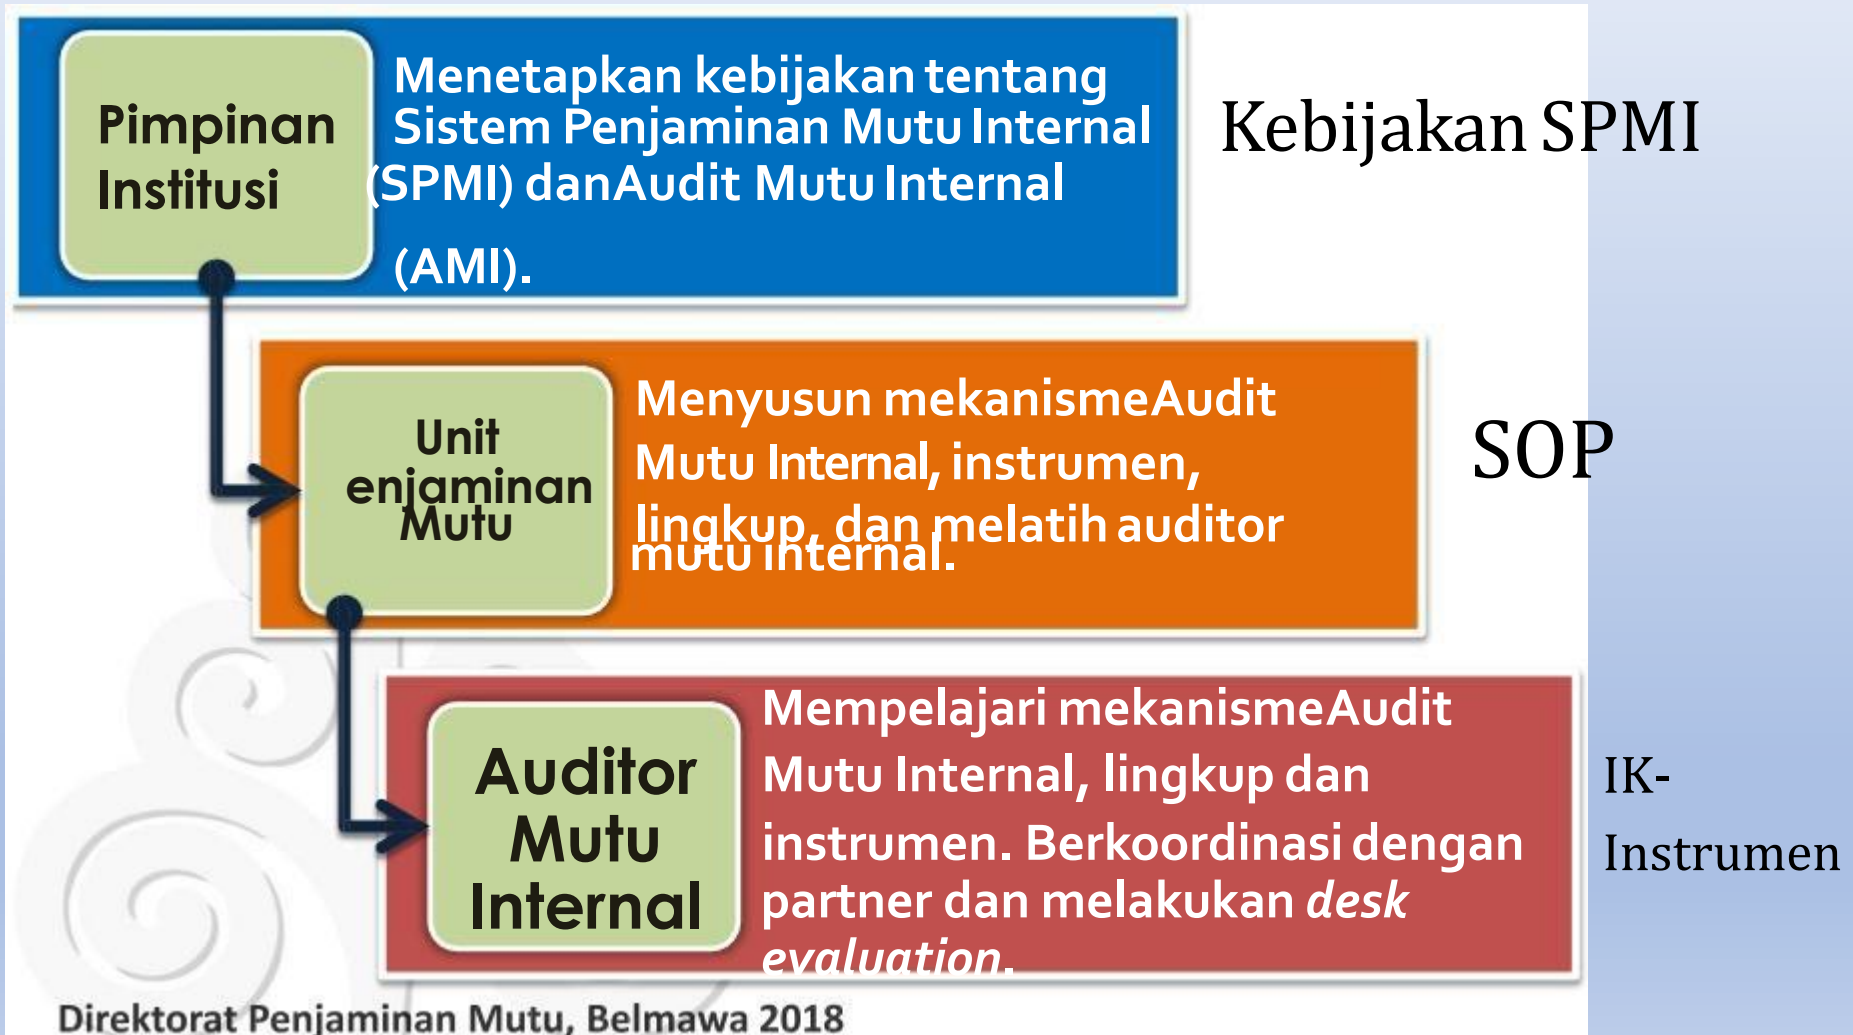 Pimpinan
Institusi
Menetapkan kebijakan tentang
Sistem Penjaminan Mutu Internal
(SPMI) danAudit Mutu Internal
(AMI).
Kebijakan SPMI
Unit
enjaminan
Mutu
Menyusun mekanismeAudit
Mutu Internal, instrumen,
lingkup, dan melatih auditor
mutu internal.
SOP
Auditor
Mutu
Internal
Mempelajari mekanismeAudit
Mutu Internal, lingkup dan
instrumen. Berkoordinasi dengan
partner dan melakukan desk
evaluation.
IK-
Instrumen
Direktorat Penjaminan Mutu, Belmawa 2018